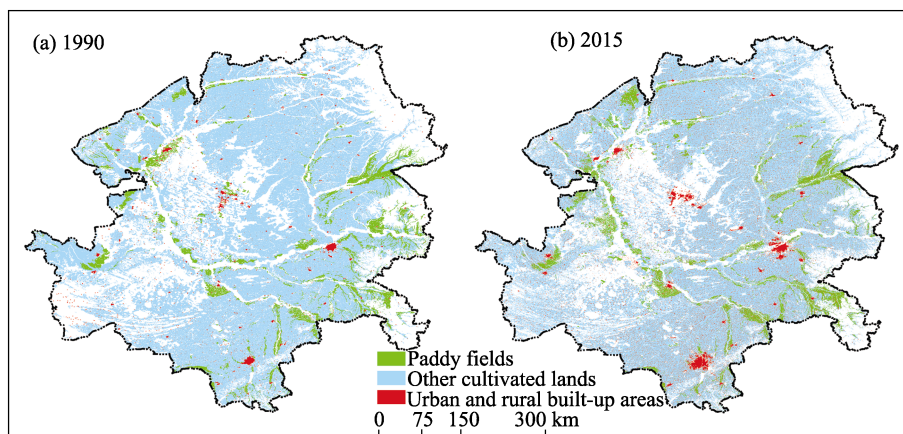 (a) 1990
(b) 2015
Paddy fields
Other cultivated lands
Urban and rural built-up areas
0 75 150 300 km